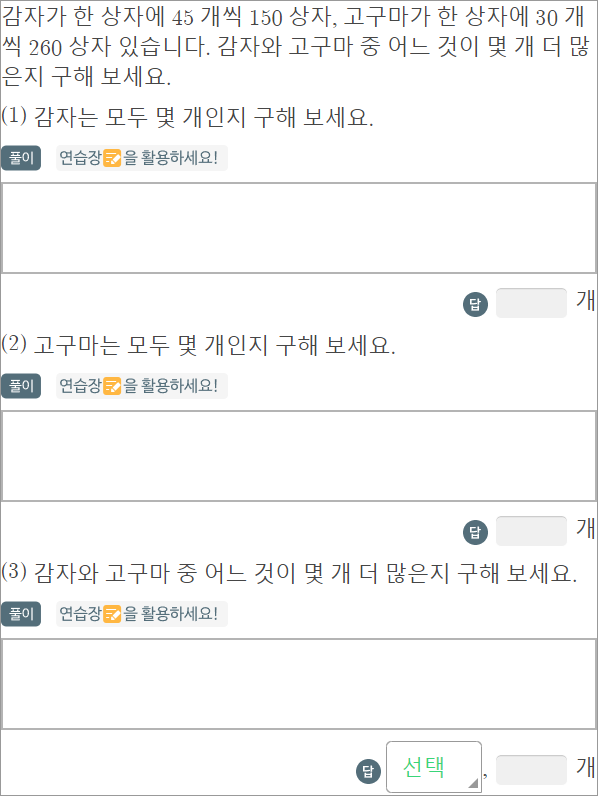 감자가 한 상자에 45 개씩 150 상자, 고구마가 한 상자에 30 개
씩 260 상자 있습니다. 감자와 고구마 중 어느 것이 몇 개 더 많
은지 구해 보세요.
(1) 감자는 모두 몇 개인지 구해 보세요.
풀이 연습장을 활용하세요!
답 개
(2) 고구마는 모두 몇 개인지 구해 보세요.
풀이 연습장을 활용하세요!
답 개
(3) 감자와 고구마 중 어느 것이 몇 개 더 많은지 구해 보세요.
풀이 연습장을 활용하세요!
답 선택 , 개